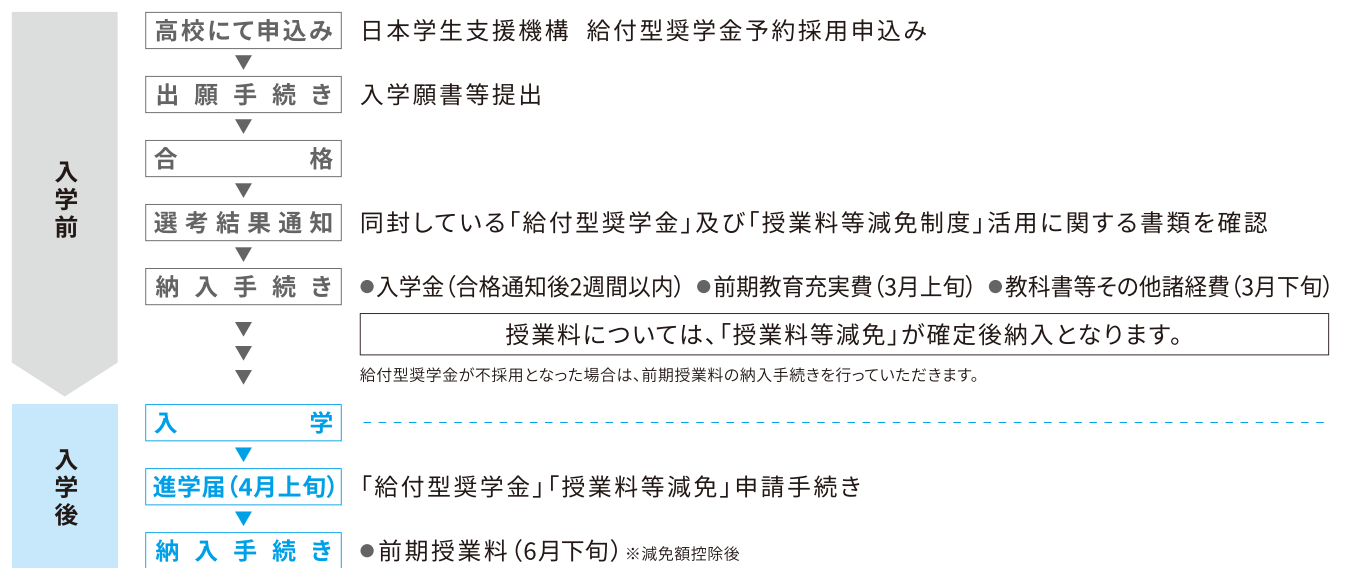 入学前
高校にて申込み 日本学生支援機構 給付型奨学金予約採用申込み
▼
出願手続き 入学願書等提出
▼
合格
▼
選考結果通知 同封している「給付型奨学金」及び「授業料等減免制度」活用に関する書類を確認
▼
納入手続き ●入学金（合格通知後2週間以内） ●前期教育充実費（3月上旬） ●教科書等その他諸経費（3月下旬）
▼
▼
▼
授業料については、「授業料等減免」が確定後納入となります。
給付型奨学金が不採用となった場合は、前期授業料の納入手続きを行っていただきます。
入学後
入学
▼
進学届（4月上旬） 「給付型奨学金」「授業料等減免」申請手続き
▼
納入手続き ●前期授業料（6月下旬）※減免額控除後